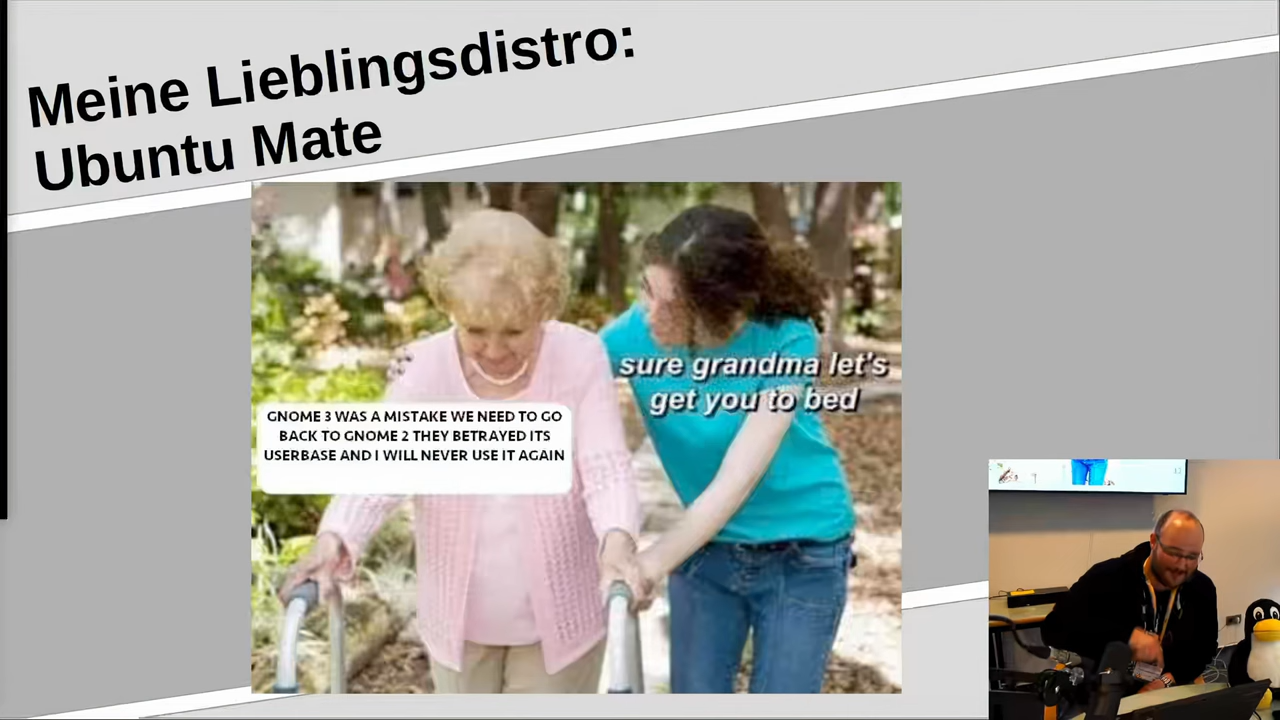 Meine Lieblingsdistro:
Ubuntu Mate
sure grandma let's
get you to bed
GNOME 3 WAS A MISTAKE WE NEED TO GO
BACK TO GNOME 2 THEY BETRAYED ITS
USERBASE AND I WILL NEVER USE IT AGAIN